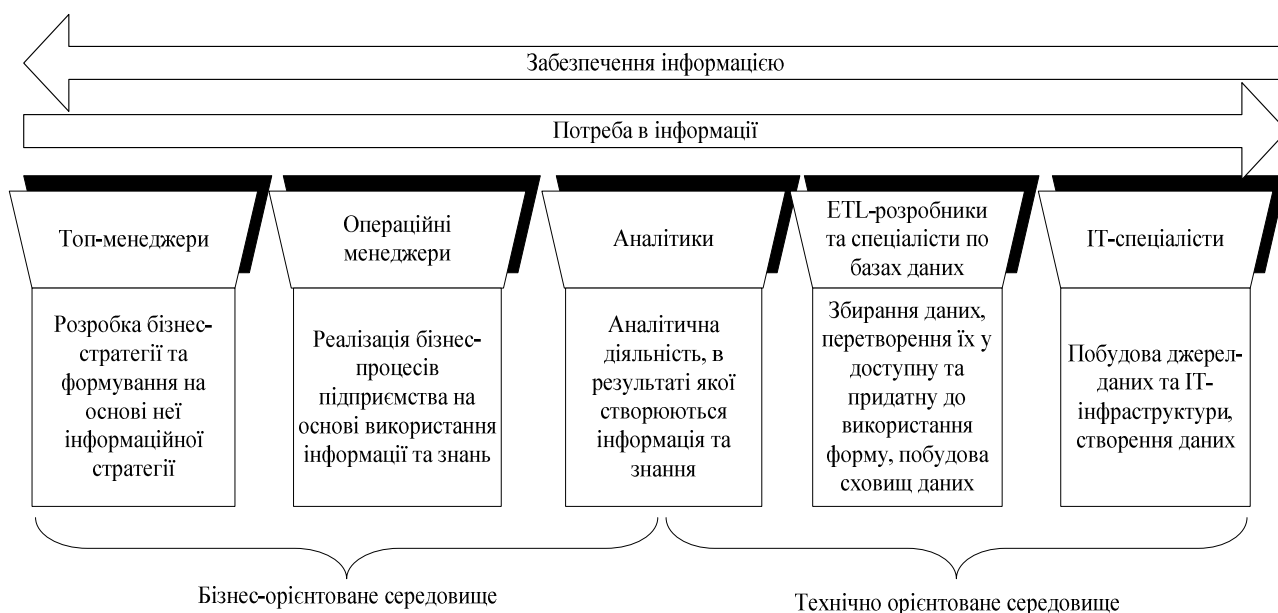 Забезпечення інформацією
Потреба в інформації
Топ-менеджери
Операційні
менеджери
Аналітики
ETL-розробники
та спеціалісти по
базах даних
ІТ-спеціалісти
Розробка бізнес-
стратегії та
формування на
основі неї
інформаційної
стратегії
Реалізація бізнес-
процесів
підприємства на
основі використання
інформації та знань
Аналітична
діяльність, в
результаті якої
створюються
інформація та
знання
Збирання даних,
перетворення їх у
доступну та
придатну до
використання
форму, побудова
сховищ даних
Побудова джерел-
даних та ІТ-
інфраструктури,
створення даних
Бізнес-орієнтоване середовище
Технічно орієнтоване середовище